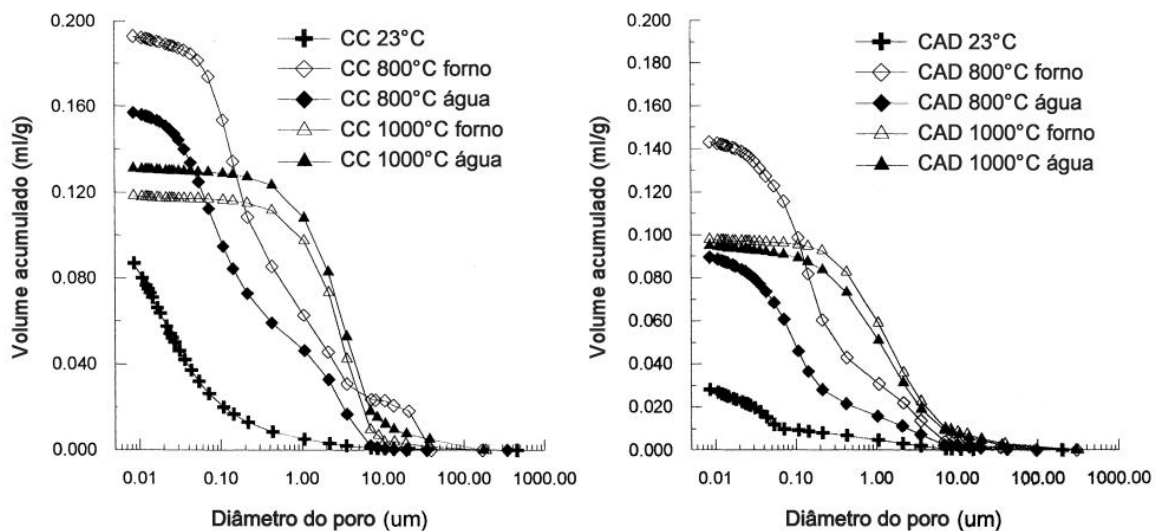 0.200
0.160
0.120
0.080
0.040
0.000
Volume acumulado (ml/g)
CC 23°C
CC 800°C forno
CC 800°C água
CC 1000°C forno
CC 1000°C água
0.01 0.10 1.00 10.00 100.00 1000.00
Diâmetro do poro (um)
0.200
0.180
0.160
0.140
0.120
0.100
0.080
0.060
0.040
0.020
0.000
Volume acumulado (ml/g)
CAD 23°C
CAD 800°C forno
CAD 800°C água
CAD 1000°C forno
CAD 1000°C água
0.01 0.10 1.00 10.00 100.00 1000.00
Diâmetro do poro (um)